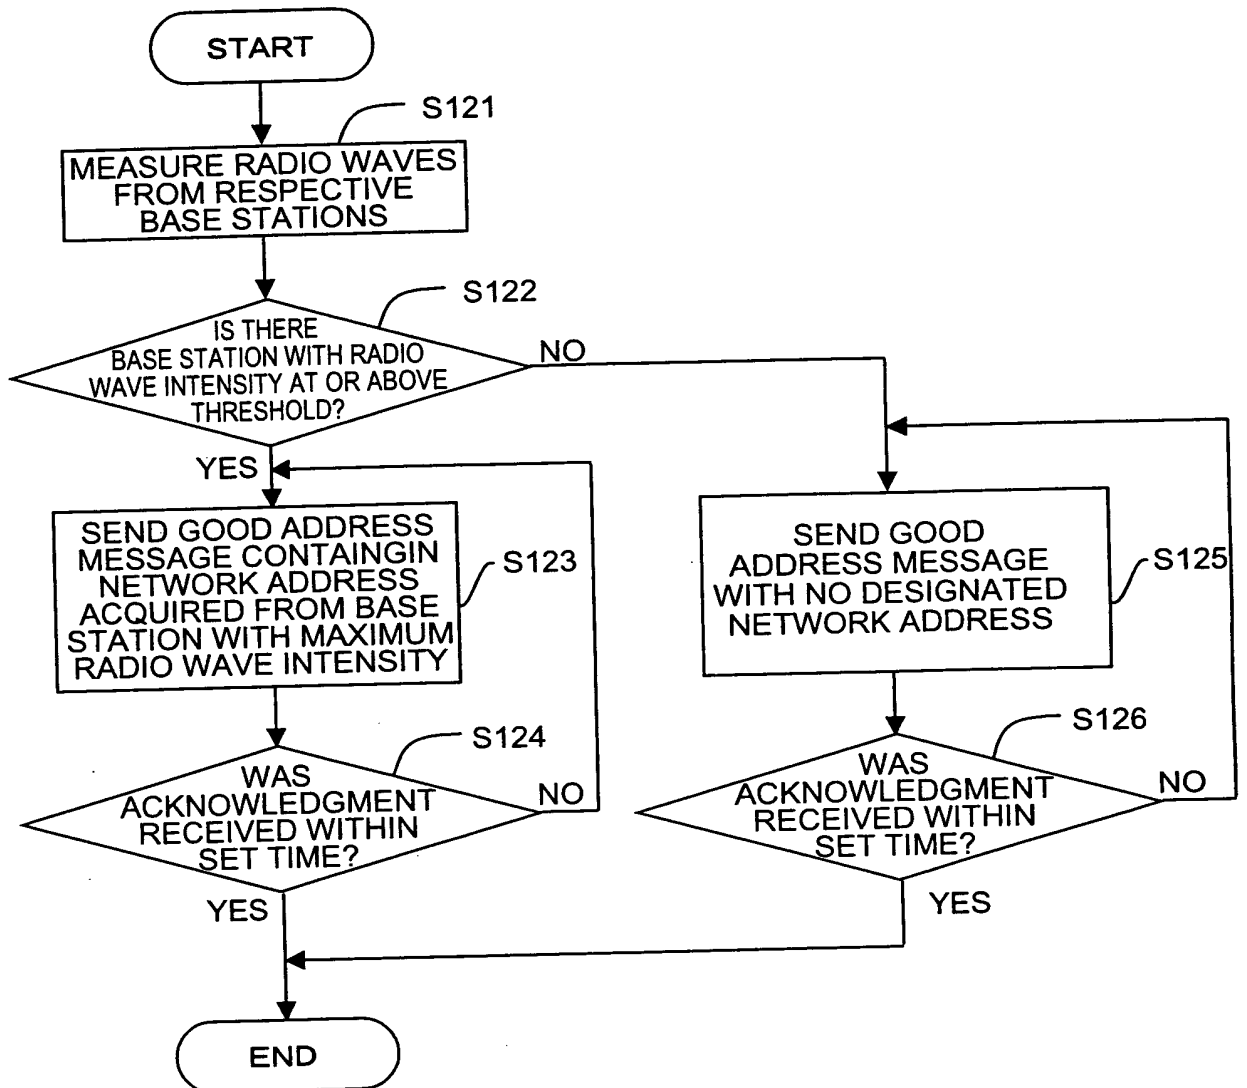 START
S121
MEASURE RADIO WAVES
FROM RESPECTIVE
BASE STATIONS
S122
IS THERE
BASE STATION WITH RADIO
WAVE INTENSITY AT OR ABOVE
THRESHOLD?
NO
YES
SEND GOOD ADDRESS
MESSAGE CONTAINGIN
NETWORK ADDRESS
ACQUIRED FROM BASE
STATION WITH MAXIMUM
RADIO WAVE INTENSITY
S123
SEND GOOD
ADDRESS MESSAGE
WITH NO DESIGNATED
NETWORK ADDRESS
S125
S124
WAS
ACKNOWLEDGMENT
RECEIVED WITHIN
SET TIME?
NO
YES
S126
WAS
ACKNOWLEDGMENT
RECEIVED WITHIN
SET TIME?
NO
YES
END